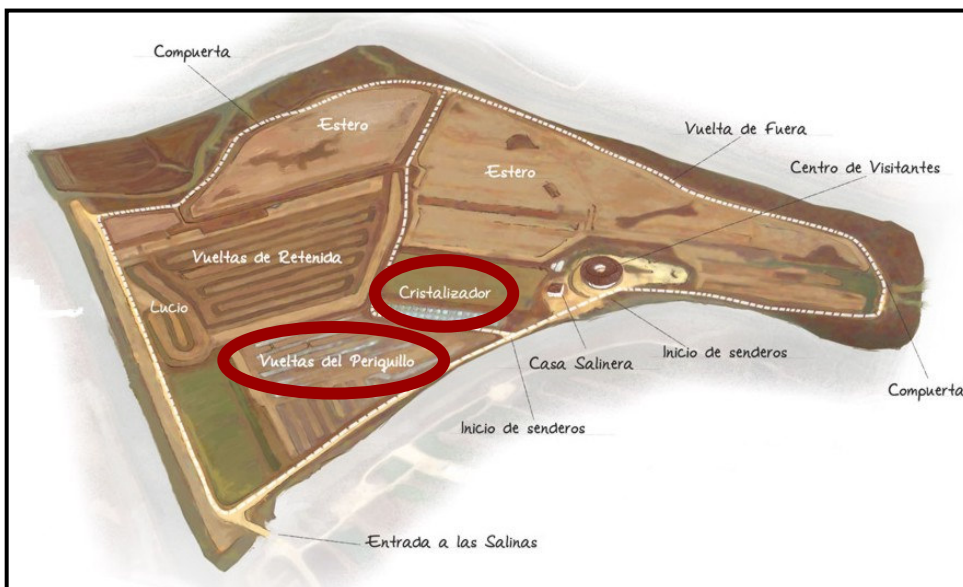 Compuerta
Estero
Vuelta de Fuera
Centro de Visitantes
Estero
Vueltas de Retenida
Lucio
Cristalizador
Vueltas del Periquillo
Casa Salinera
Inicio de senderos
Compuerta
Inicio de senderos
Entrada a las Salinas